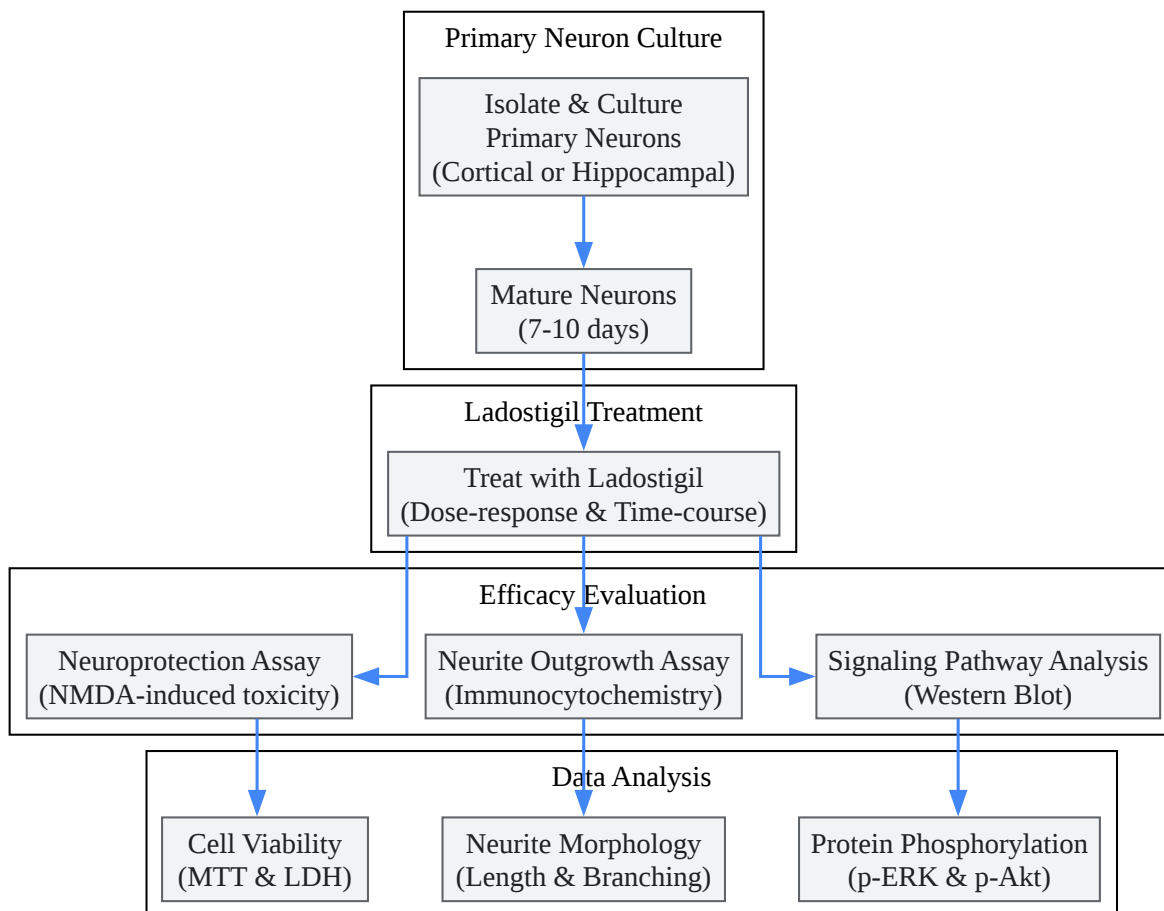 Primary Neuron Culture
Isolate & Culture
Primary Neurons
(Cortical or Hippocampal)
Mature Neurons
(7-10 days)
Ladostigil Treatment
Treat with Ladostigil
(Dose-response & Time-course)
Efficacy Evaluation
Neuroprotection Assay
(NMDA-induced toxicity)
Neurite Outgrowth Assay
(Immunocytochemistry)
Signaling Pathway Analysis
(Western Blot)
Data Analysis
Cell Viability
(MTT & LDH)
Neurite Morphology
(Length & Branching)
Protein Phosphorylation
(p-ERK & p-Akt)